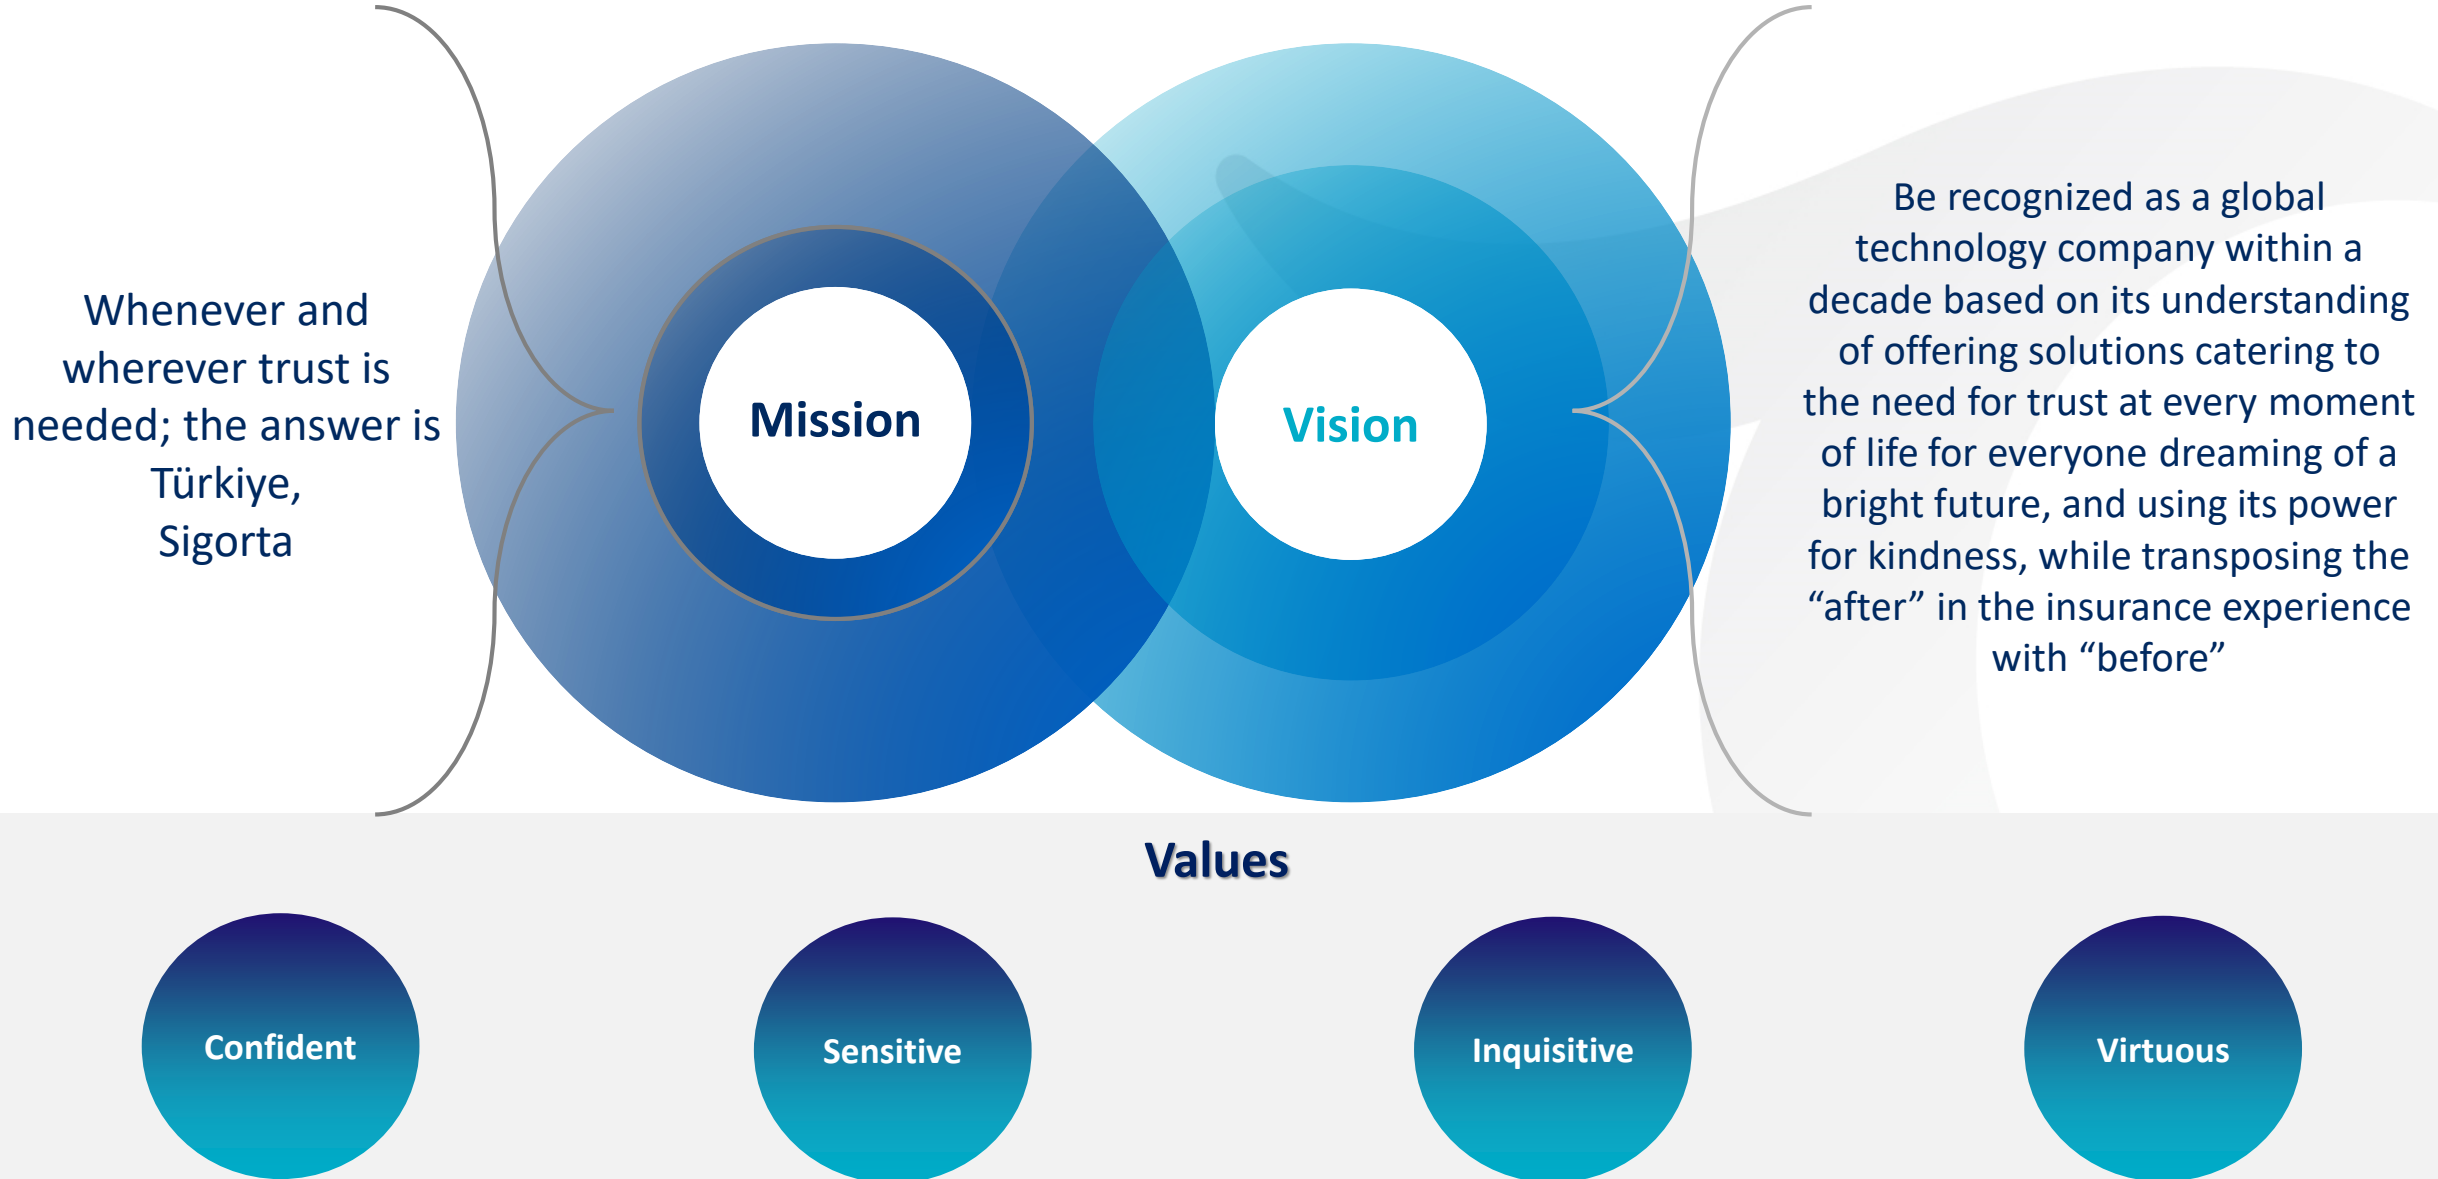 Whenever and
wherever trust is
needed; the answer is
Türkiye,
Sigorta
Mission
Vision
Be recognized as a global
technology company within a
decade based on its understanding
of offering solutions catering to
the need for trust at every moment
of life for everyone dreaming of a
bright future, and using its power
for kindness, while transposing the
“after” in the insurance experience
with “before”
Values
Confident
Sensitive
Inquisitive
Virtuous